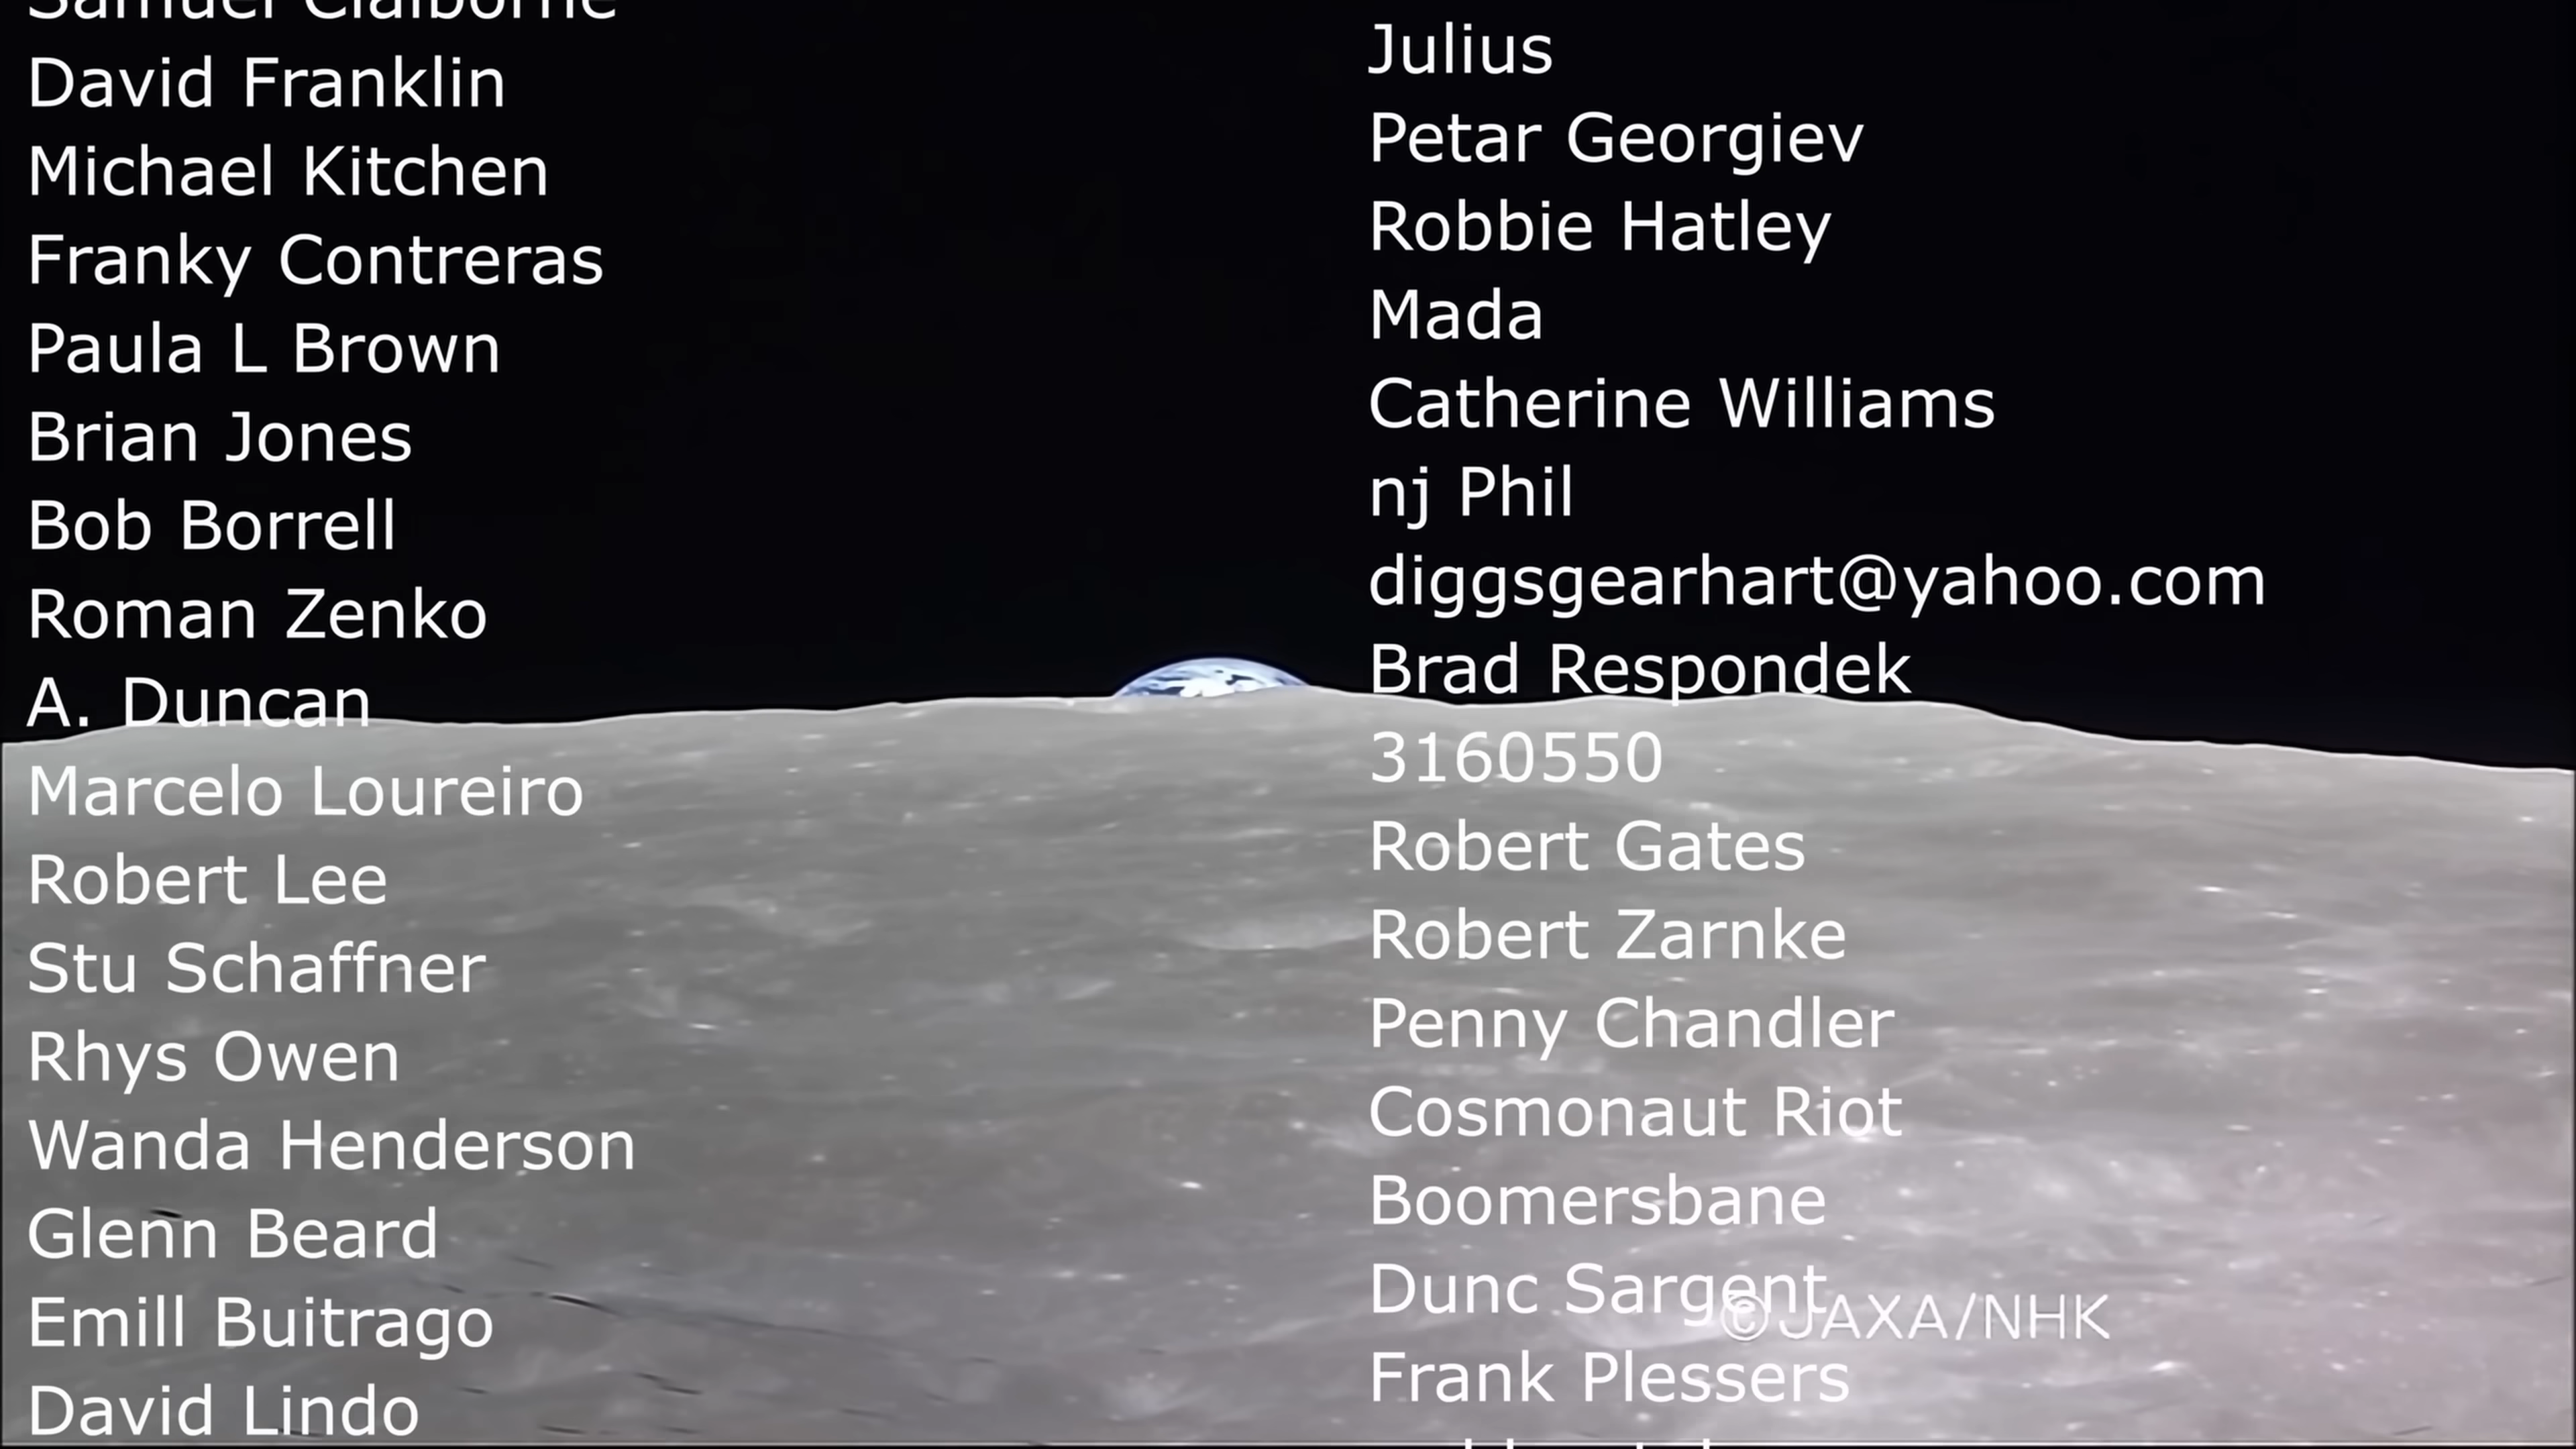 Samuel Claiborne
David Franklin
Michael Kitchen
Franky Contreras
Paula L Brown
Brian Jones
Bob Borrell
Roman Zenko
A. Duncan
Marcelo Loureiro
Robert Lee
Stu Schaffner
Rhys Owen
Wanda Henderson
Glenn Beard
Emill Buitrago
David Lindo
Julius
Petar Georgiev
Robbie Hatley
Mada
Catherine Williams
nj Phil
diggsgearhart@yahoo.com
Brad Respondek
3160550
Robert Gates
Robert Zarnke
Penny Chandler
Cosmonaut Riot
Boomersbane
Dunc Sargent
©JAXA/NHK
Frank Plessers